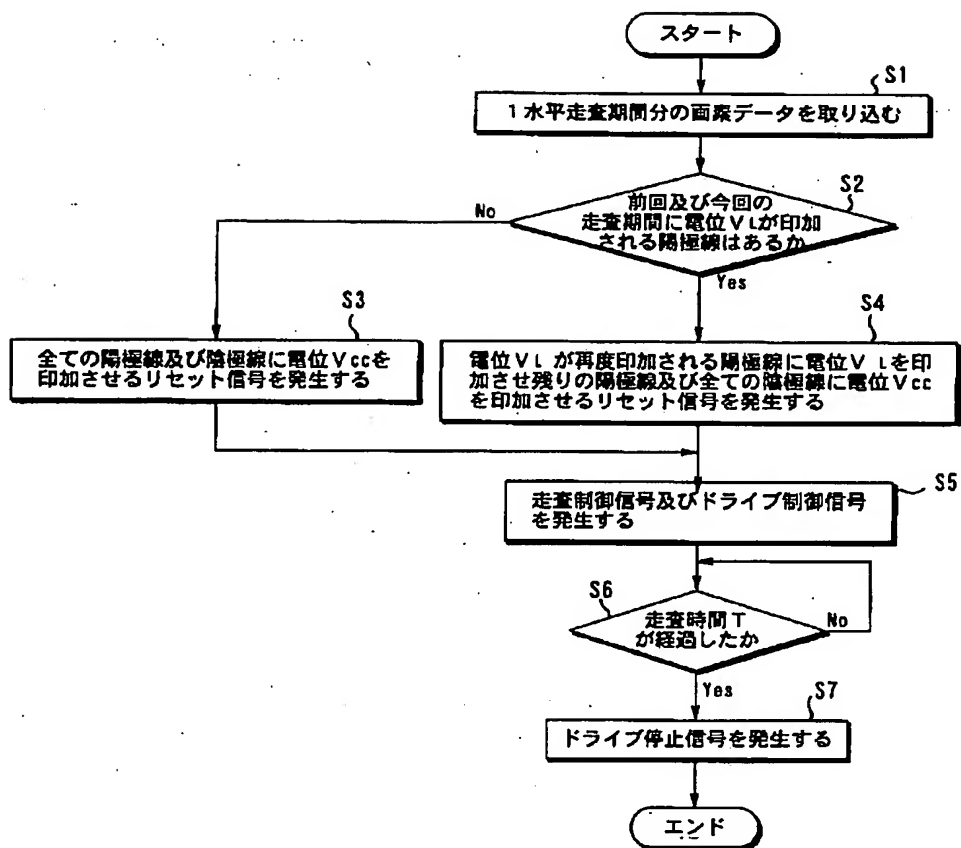 スタート
S1
1水平走査期間分の画素データを取り込む
S2
前回及び今回の
走査期間に電位VLが印加
される陽極線はあるか
No
Yes
S3
全ての陽極線及び陰極線に電位Vccを
印加させるリセット信号を発生する
S4
電位VLが再度印加される陽極線に電位VLを印
加させ残りの陽極線及び全ての陰極線に電位Vcc
を印加させるリセット信号を発生する
S5
走査制御信号及びドライブ制御信号
を発生する
S6
走査時間T
が経過したか
No
Yes
S7
ドライブ停止信号を発生する
エンド